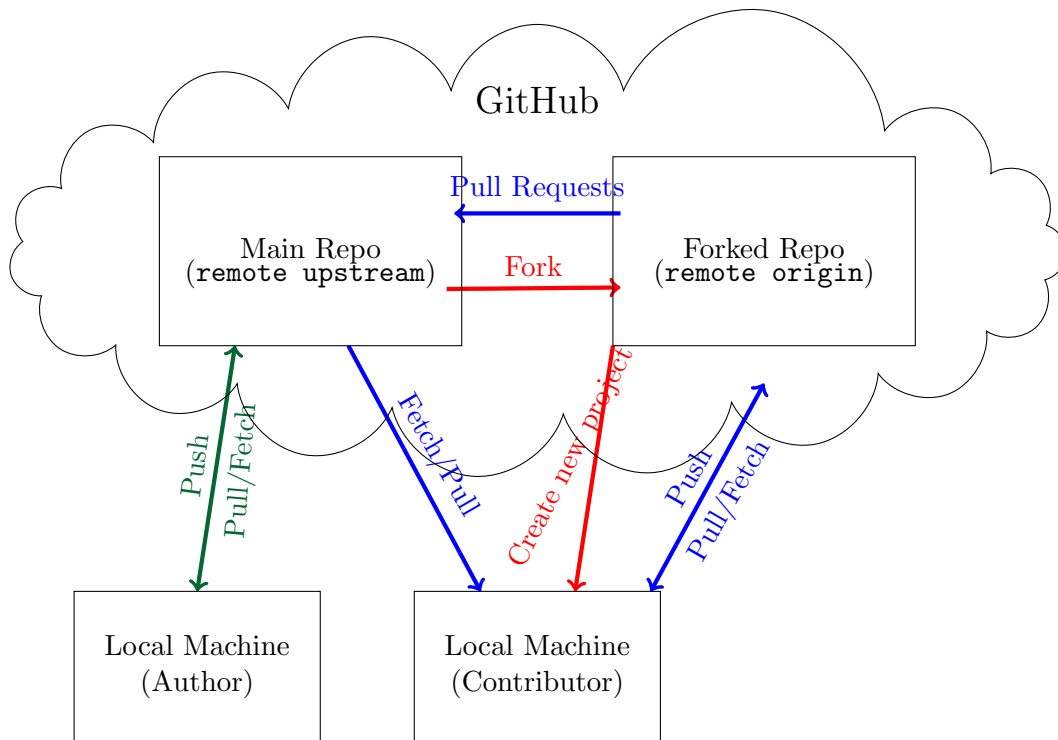 GitHub
Pull Requests
Main Repo
(remote upstream)
Fork
Forked Repo
(remote origin)
Push
Pull/Fetch
Fetch/Pull
Create new project
Push
Pull/Fetch
Local Machine
(Author)
Local Machine
(Contributor)